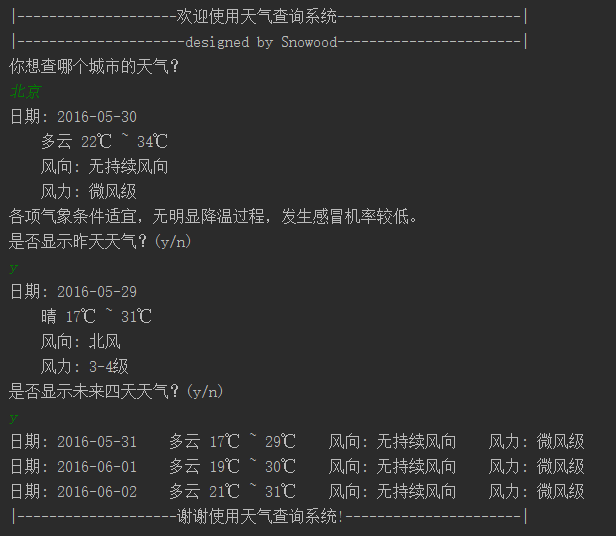 |--------------------欢迎使用天气查询系统-----------------------|
|---------------------designed by Snowood-----------------------|
你想查哪个城市的天气?
北京
日期: 2016-05-30
多云 22℃ ~ 34℃
风向: 无持续风向
风力: 微风级
各项气象条件适宜，无明显降温过程，发生感冒机率较低。
是否显示昨天天气? (y/n)
y
日期: 2016-05-29
晴 17℃ ~ 31℃
风向: 北风
风力: 3-4级
是否显示未来四天天气? (y/n)
y
日期: 2016-05-31    多云 17℃ ~ 29℃    风向: 无持续风向    风力: 微风级
日期: 2016-06-01    多云 19℃ ~ 30℃    风向: 无持续风向    风力: 微风级
日期: 2016-06-02    多云 21℃ ~ 31℃    风向: 无持续风向    风力: 微风级
|--------------------谢谢使用天气查询系统!----------------------|